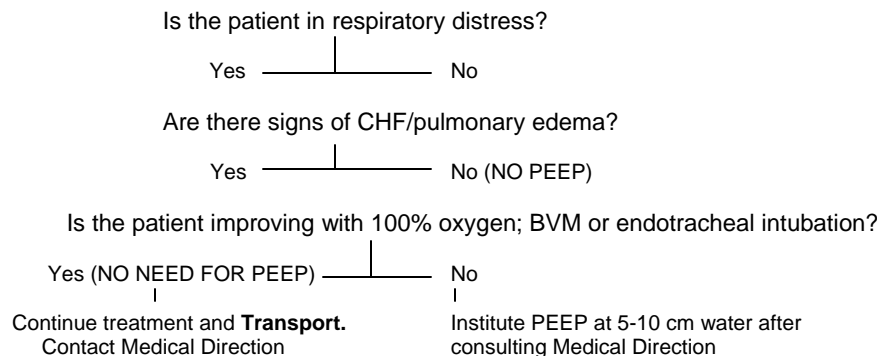 Is the patient in respiratory distress?
Yes No
Are there signs of CHF/pulmonary edema?
Yes No (NO PEEP)
Is the patient improving with 100% oxygen; BVM or endotracheal intubation?
Yes (NO NEED FOR PEEP) No
Continue treatment and Transport.
Contact Medical Direction
Institute PEEP at 5-10 cm water after
consulting Medical Direction